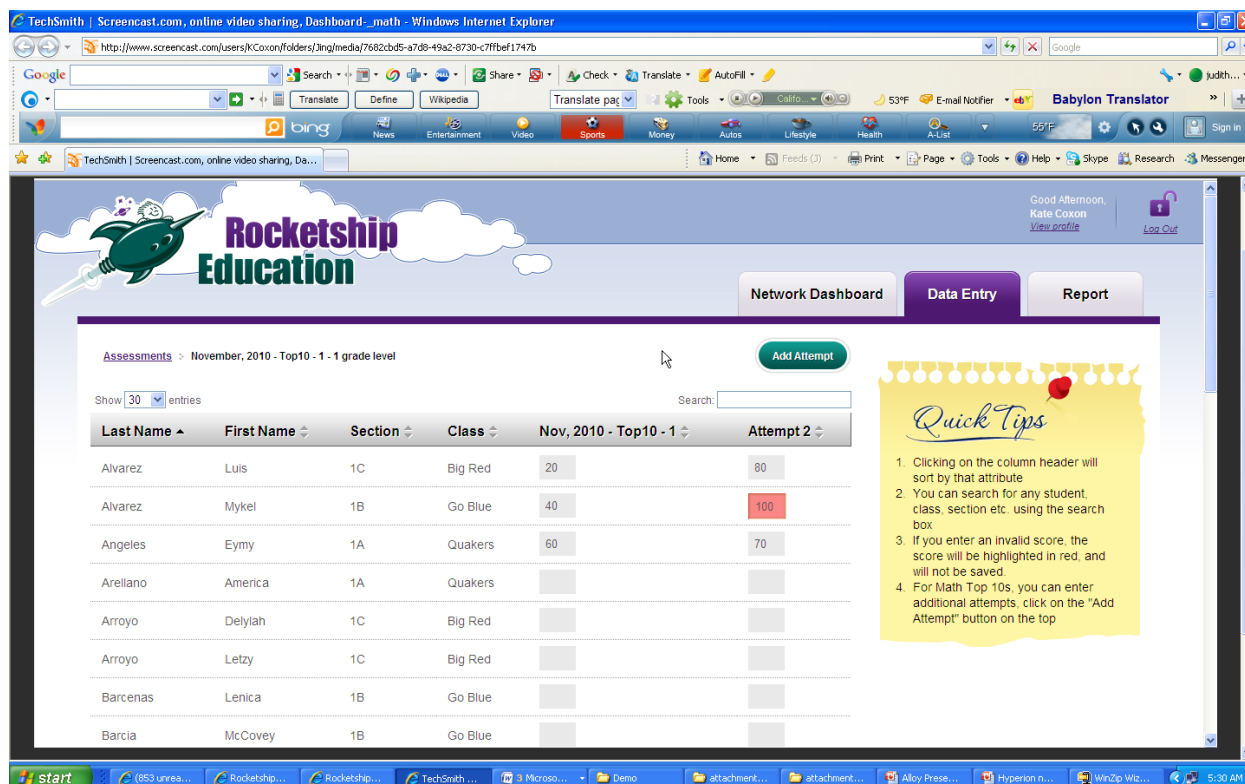 TechSmith | Screencast.com, online video sharing, Dashboard-_math - Windows Internet Explorer
http://www.screencast.com/users/KCoxon/folders/Jing/media/7682cbd5-a7d8-49a2-8730-c7ffbef1747b Google
Google Search Share Check Translate AutoFill judith...
Translate Define Wikipedia Translate pag Tools Califo... 53°F E-mail Notifier ebY Babylon Translator »
bing News Entertainment Video Sports Money Autos Lifestyle Health A-List 55°F Sign in
TechSmith | Screencast.com, online video sharing, Da... Home Feeds (J) Print Page Tools Help Skype Research Messenger
Rocketship
Education
Good Afternoon,
Kate Coxon
View profile
Log Out
Network Dashboard Data Entry Report
Assessments > November, 2010 - Top10 - 1 - 1 grade level Add Attempt
Show 30 entries Search:
Last Name First Name Section Class Nov, 2010 - Top10 - 1 Attempt 2
Alvarez Luis 1C Big Red 20 80
Alvarez Mykel 1B Go Blue 40 100
Angeles Eymy 1A Quakers 60 70
Arellano America 1A Quakers
Arroyo Delylah 1C Big Red
Arroyo Letzy 1C Big Red
Barcenas Lenica 1B Go Blue
Barcia McCovey 1B Go Blue
Quick Tips
1. Clicking on the column header will
sort by that attribute
2. You can search for any student,
class, section etc. using the search
box
3. If you enter an invalid score, the
score will be highlighted in red, and
will not be saved.
4. For Math Top 10s, you can enter
additional attempts, click on the "Add
Attempt" button on the top
start (853 unrea... Rocketship... Rocketship... TechSmith ... 3 Microso... Demo attachment... attachment... Alloy Prese... Hyperion n... WinZip Wiz... 5:30 AM